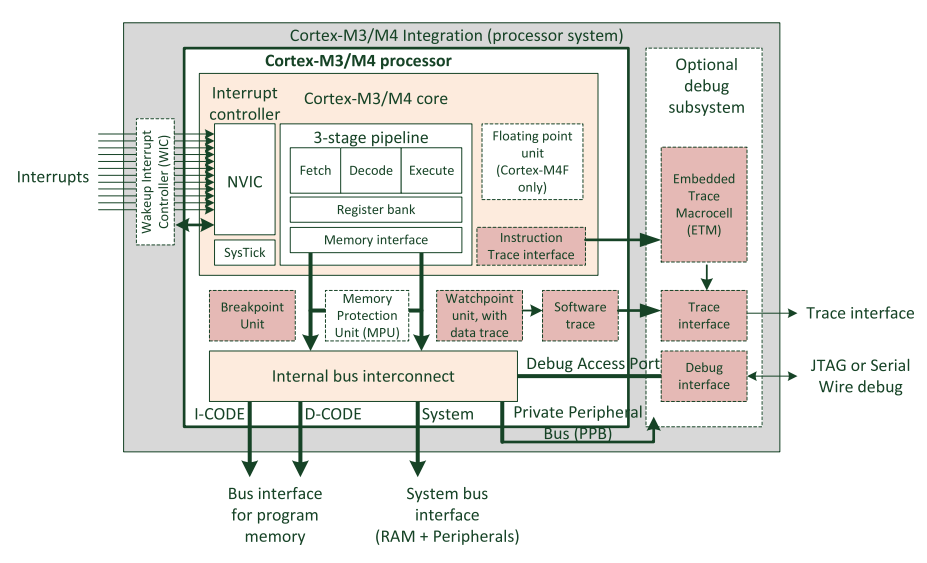 Cortex-M3/M4 Integration (processor system)
Cortex-M3/M4 processor
Optional
debug
subsystem
Interrupt
controller
Cortex-M3/M4 core
Interrupts
Wakeup Interrupt
Controller (WIC)
NVIC
SysTick
3-stage pipeline
Fetch
Decode
Execute
Register bank
Memory interface
Floating point
unit
(Cortex-M4F
only)
Instruction
Trace interface
Embedded
Trace
Macrocell
(ETM)
Breakpoint
Unit
Memory
Protection
Unit (MPU)
Watchpoint
unit, with
data trace
Software
trace
Trace
interface
Trace interface
Internal bus interconnect
Debug Access Port
Debug
interface
JTAG or Serial
Wire debug
I-CODE
D-CODE
System
Private Peripheral
Bus (PPB)
Bus interface
for program
memory
System bus
interface
(RAM + Peripherals)